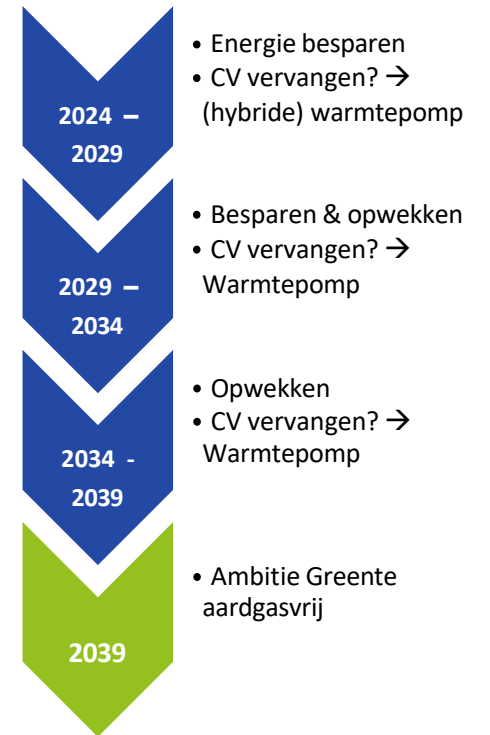 2024 –
2029
• Energie besparen
• CV vervangen? →
(hybride) warmtepomp
2029 –
2034
• Besparen & opwekken
• CV vervangen? →
Warmtepomp
2034 -
2039
• Opwekken
• CV vervangen? →
Warmtepomp
2039
• Ambitie Greente
aardgasvrij